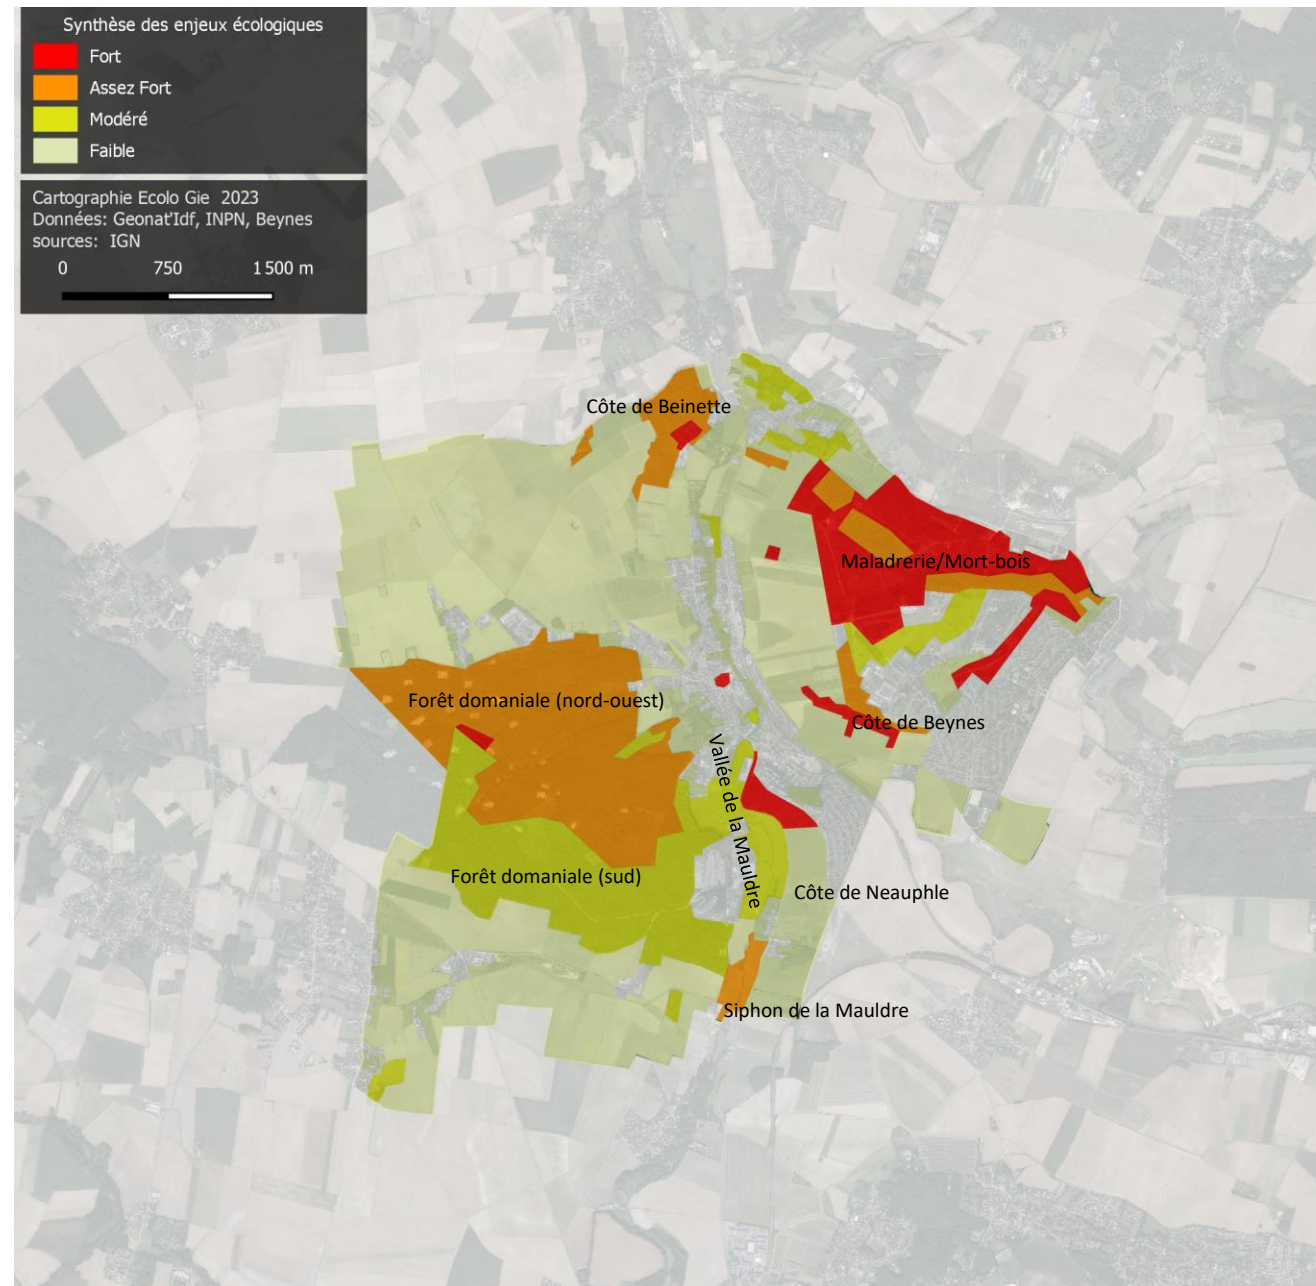 Synthèse des enjeux écologiques
Fort
Assez Fort
Modéré
Faible
Cartographie Ecolo Gie 2023
Données: Geonat'Idf, INPN, Beynes
sources: IGN
0 750 1 500 m
Côte de Beinette
Maladrerie/Mort-bois
Forêt domaniale (nord-ouest)
Côte de Beynes
Vallée de la Mauldre
Forêt domaniale (sud)
Côte de Neauphle
Siphon de la Mauldre